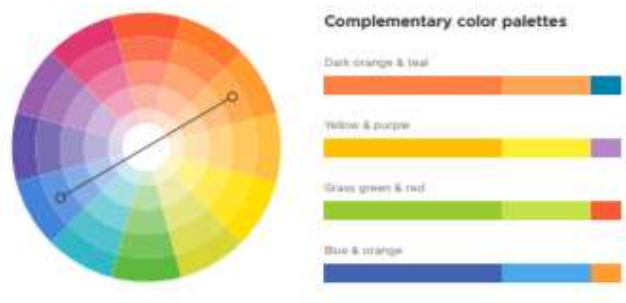 Complementary color palettes
Dark orange & teal
Yellow & purple
Grass green & red
Blue & orange